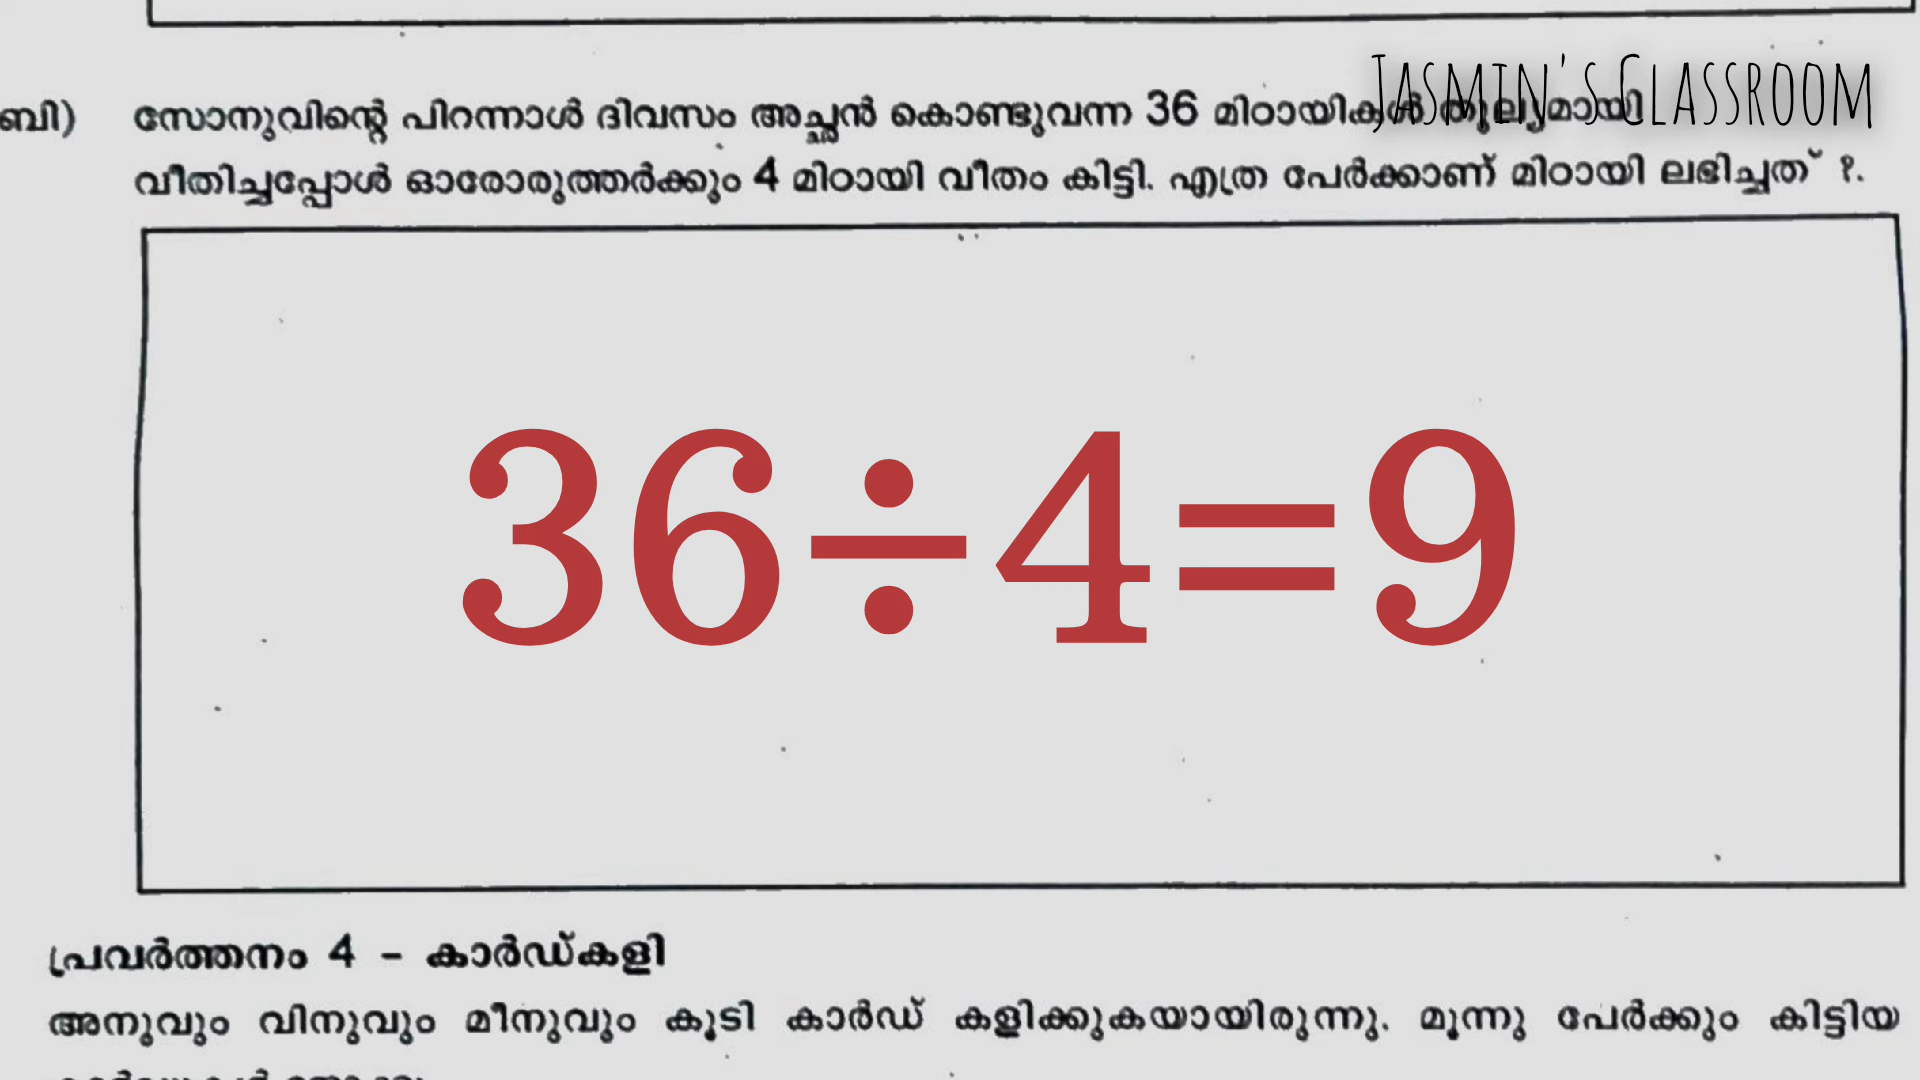 JASMIN'S CLASSROOM
ബി) സോനുവിന്റെ പിറന്നാൾ ദിവസം അച്ഛൻ കൊണ്ടുവന്ന 36 മിഠായികൾ തുല്യമായി
വീതിച്ചപ്പോൾ ഓരോരുത്തർക്കും 4 മിഠായി വീതം കിട്ടി. എത്ര പേർക്കാണ് മിഠായി ലഭിച്ചത് ?.
36÷4=9
പ്രവർത്തനം 4 - കാർഡ്കളി
അനുവും വിനുവും മീനുവും കൂടി കാർഡ് കളിക്കുകയായിരുന്നു. മൂന്നു പേർക്കും കിട്ടിയ